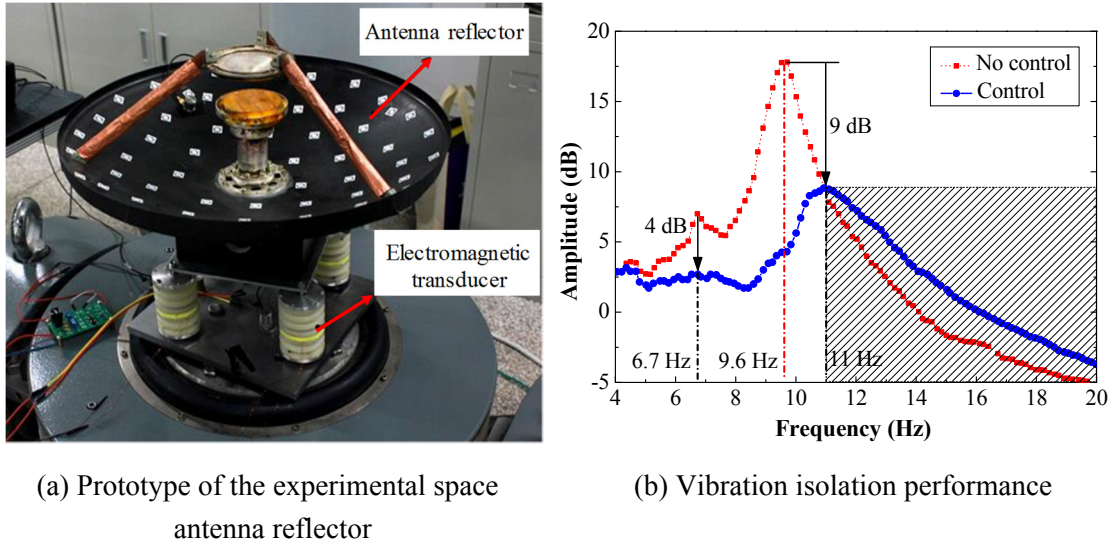 Antenna reflector
Electromagnetic
transducer
(a) Prototype of the experimental space
antenna reflector
No control
Control
9 dB
4 dB
6.7 Hz
9.6 Hz
11 Hz
20
15
10
5
0
-5
4 6 8 10 12 14 16 18 20
Amplitude (dB)
Frequency (Hz)
(b) Vibration isolation performance